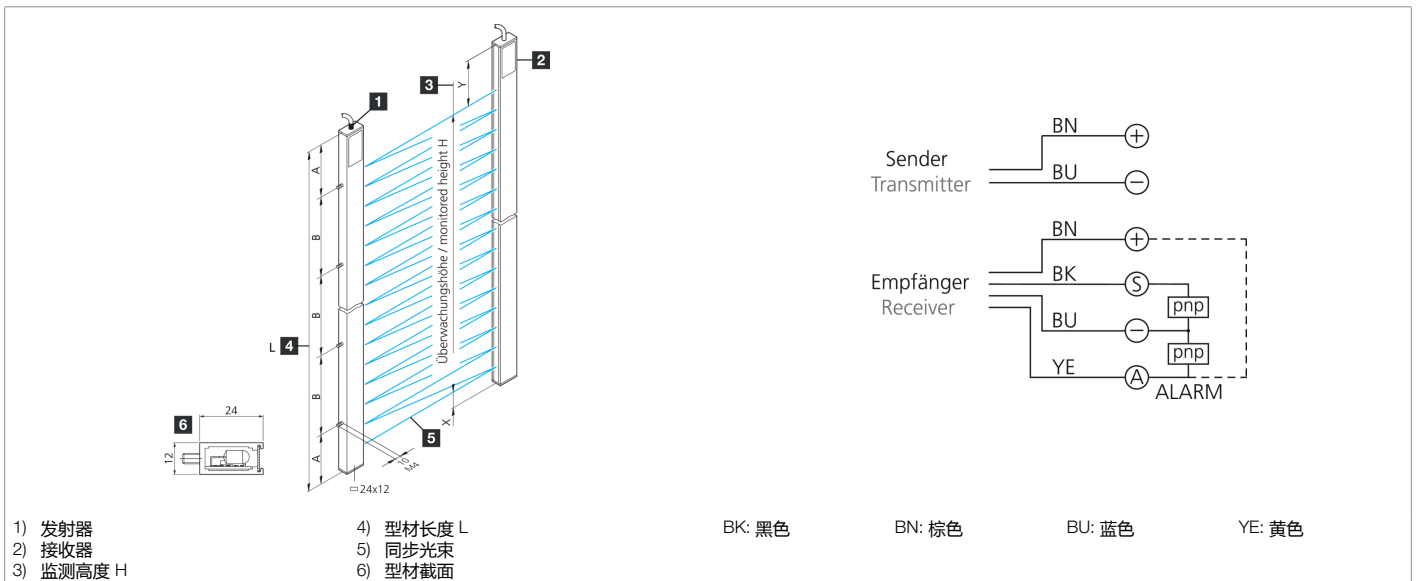 1
2
3
Y
A
B
B
B
A
L 4
Überwachungshöhe / monitored height H
X
5
10
M4
24x12
6
24
12
Sender
Transmitter
BN
+
BU
−
Empfänger
Receiver
BN
+
BK
S
pnp
BU
−
pnp
YE
A
ALARM
1) 发射器
2) 接收器
3) 监测高度 H
4) 型材长度 L
5) 同步光束
6) 型材截面
BK: 黑色
BN: 棕色
BU: 蓝色
YE: 黄色